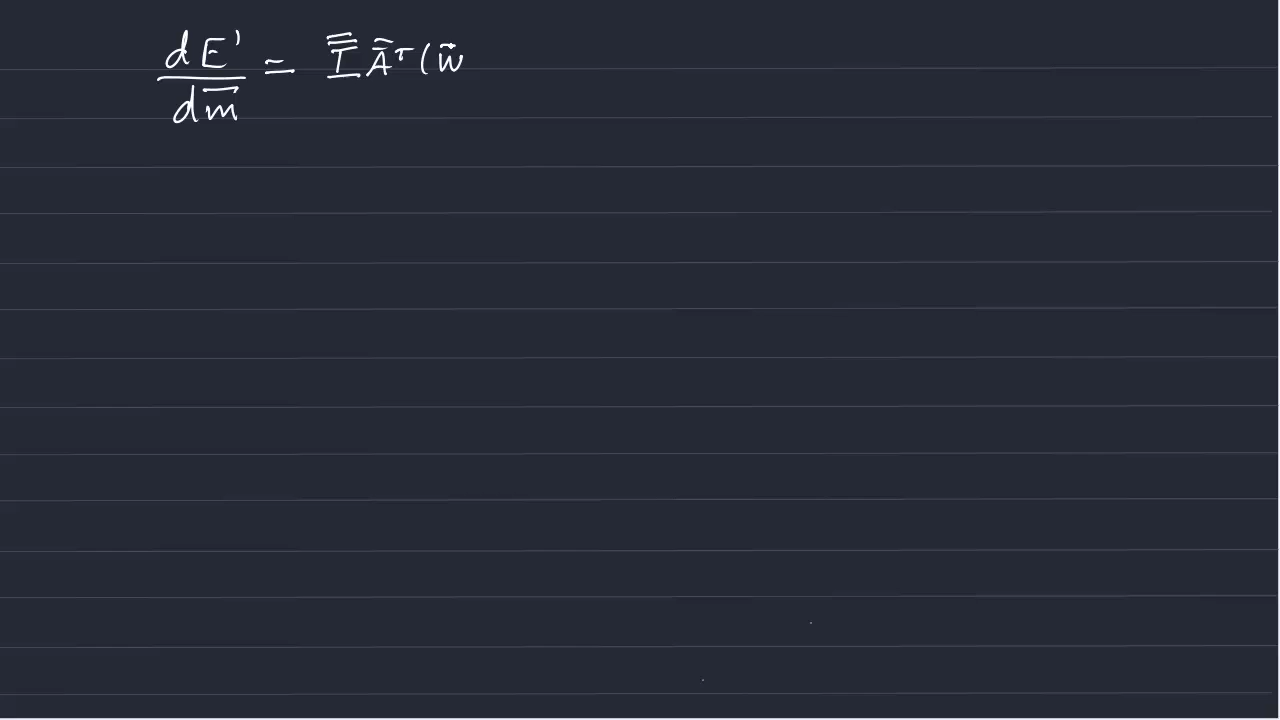 dE' / dm̅ = I̿ A̿ᵀ (w⃗